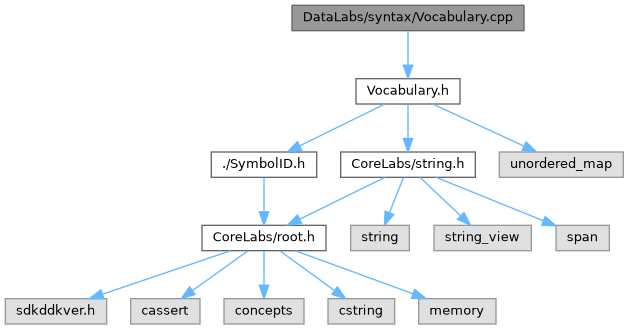 DataLabs/syntax/Vocabulary.cpp
Vocabulary.h
./SymbolID.h
CoreLabs/string.h
unordered_map
CoreLabs/root.h
string
string_view
span
sdkddkver.h
cassert
concepts
cstring
memory